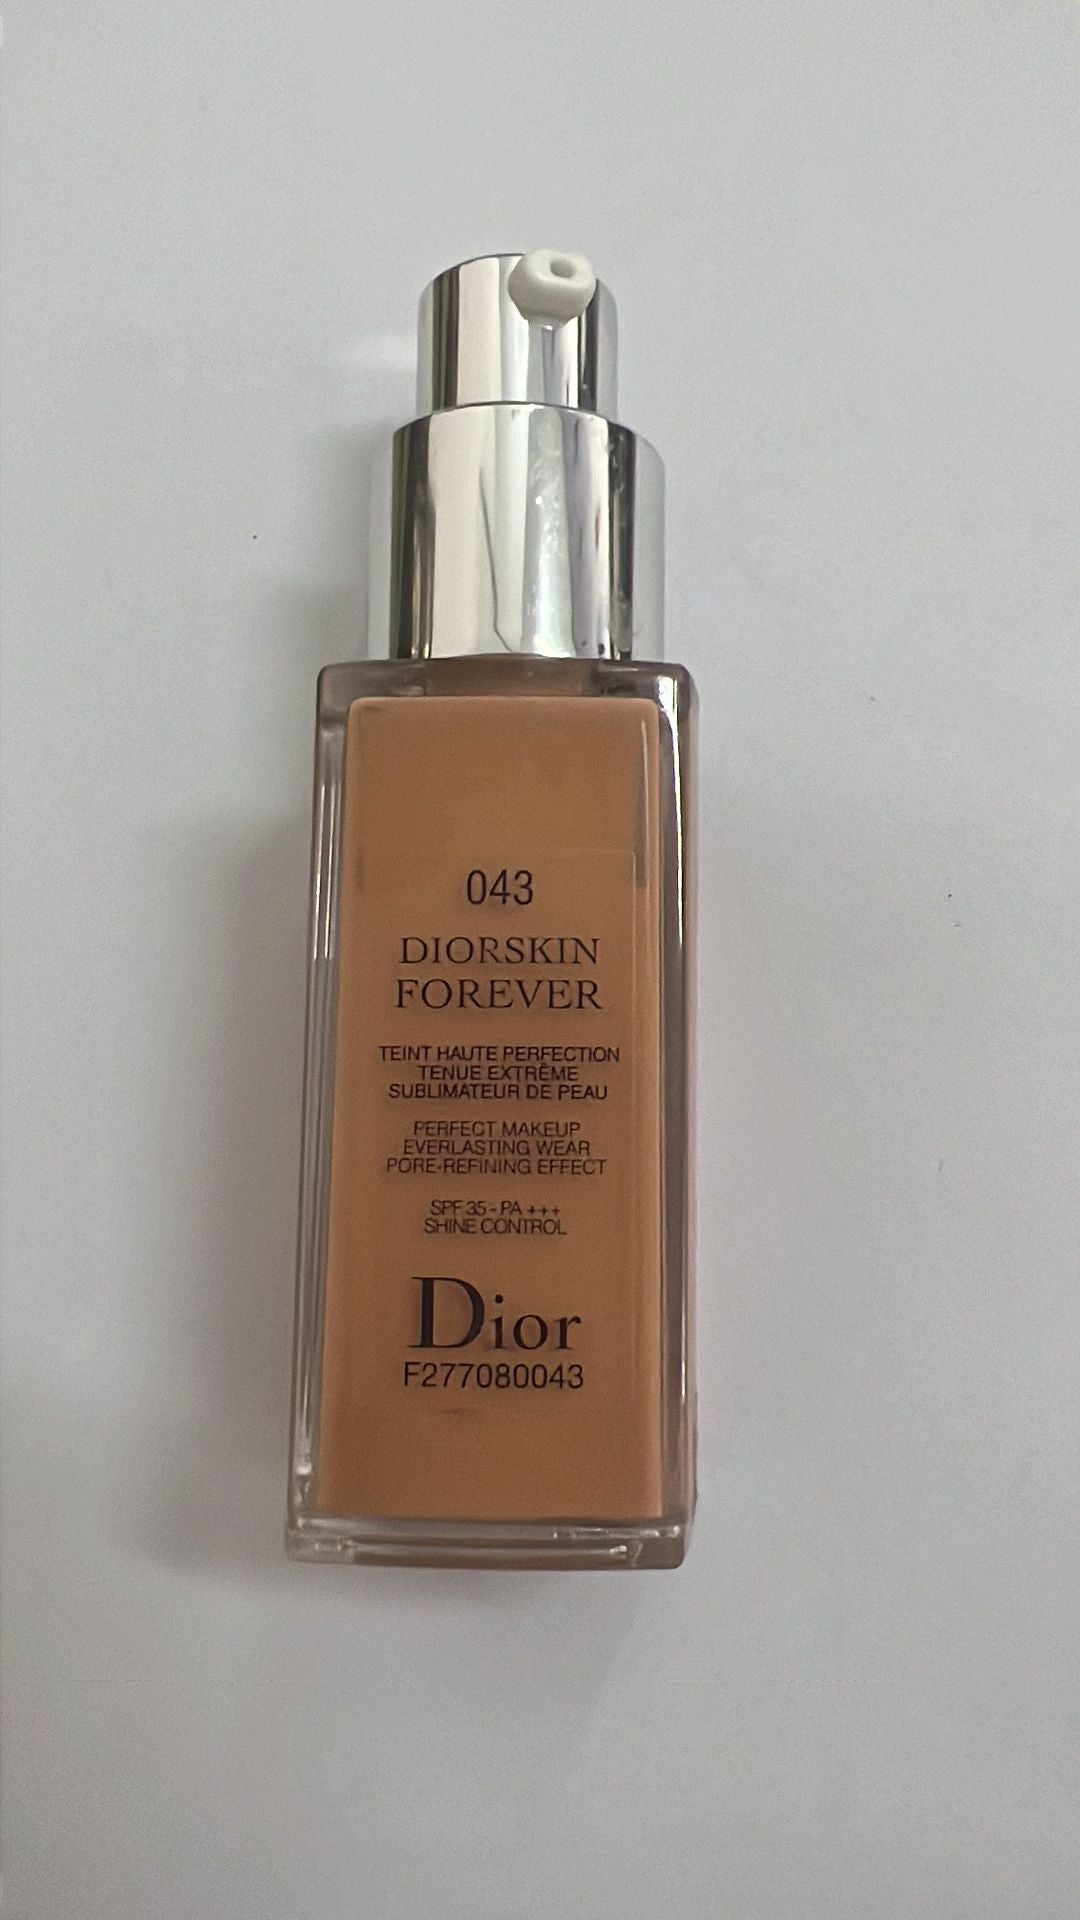 043
DIORSKIN
FOREVER
TEINT HAUTE PERFECTION
TENUE EXTRÊME
SUBLIMATEUR DE PEAU
PERFECT MAKEUP
EVERLASTING WEAR
PORE-REFINING EFFECT
SPF 35 - PA +++
SHINE CONTROL
Dior
F277080043